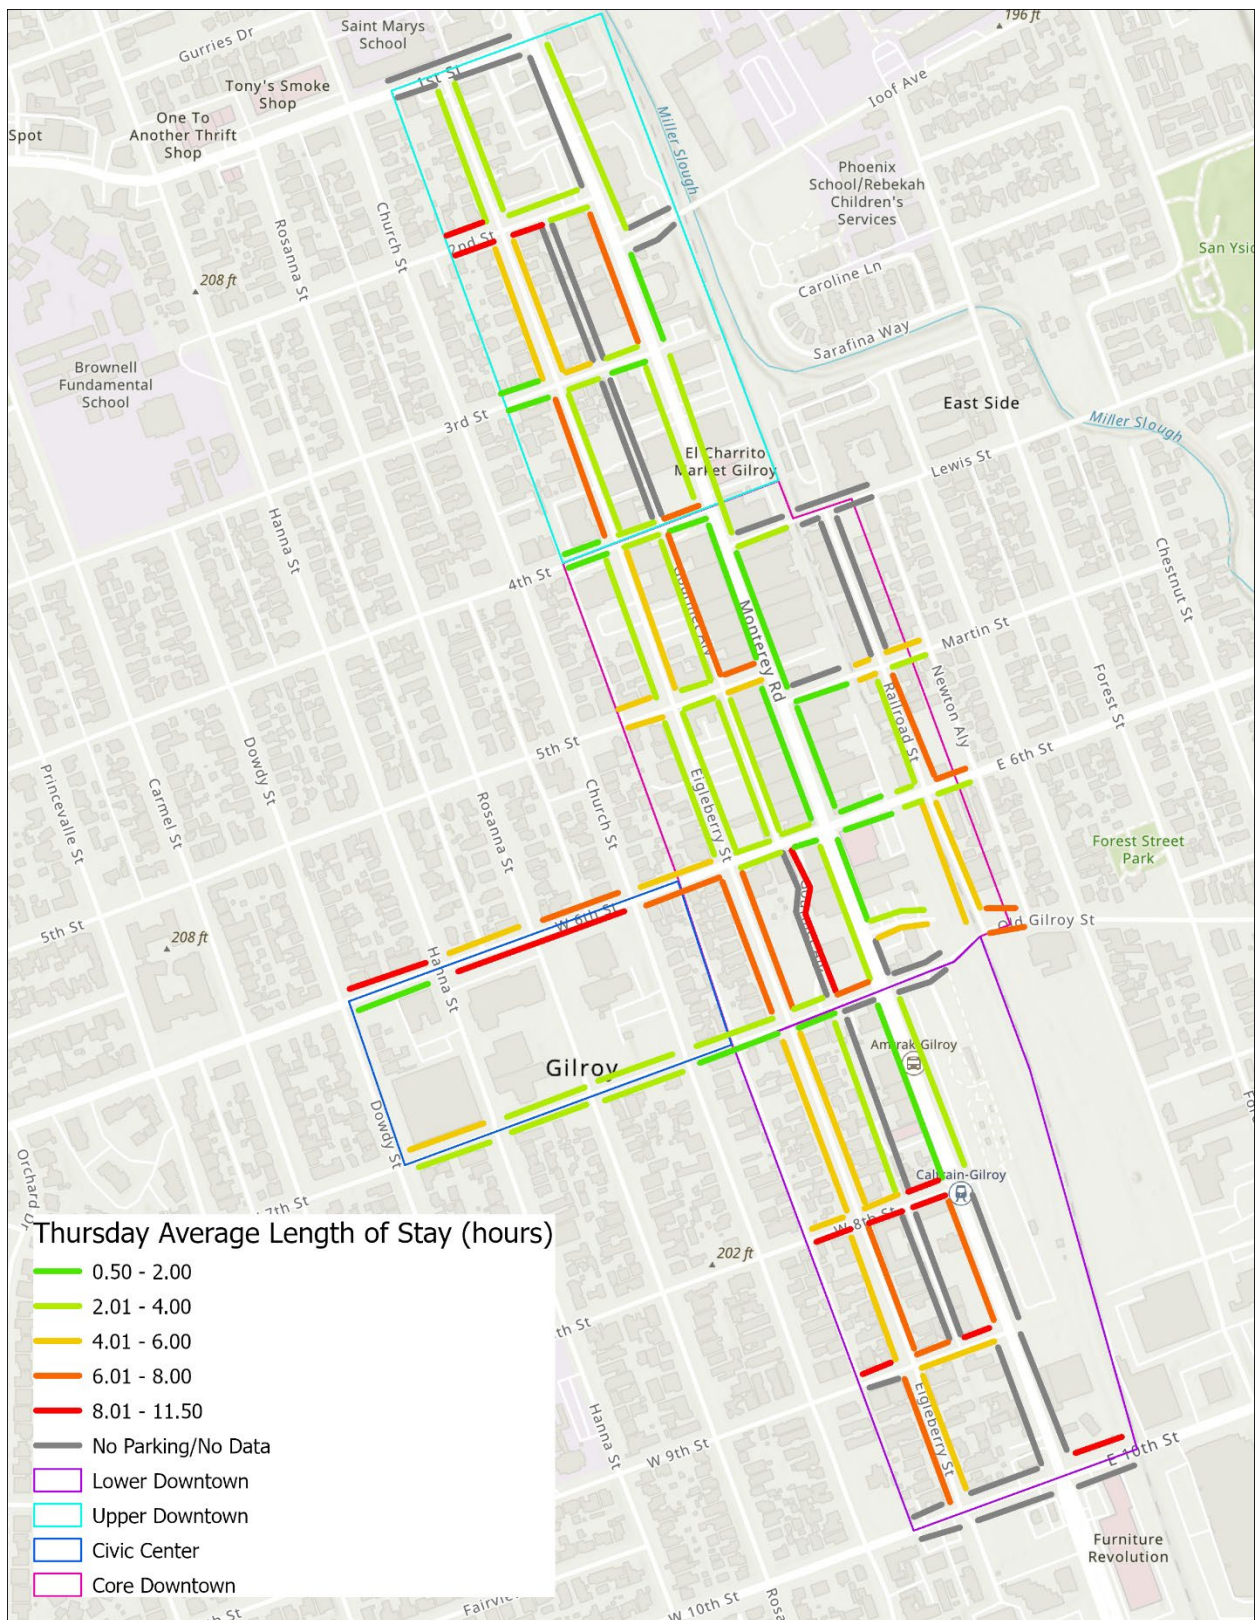 196 ft
Saint Marys
School
Gurries Dr
1st St
Tony's Smoke
Shop
Ioof Ave
Spot
One To
Another Thrift
Shop
Miller Slough
Phoenix
School/Rebekah
Children's
Services
Church St
Rosanna St
2nd St
San Ysid
208 ft
Caroline Ln
Sarafina Way
Brownell
Fundamental
School
East Side
3rd St
Miller Slough
El Charrito
Market Gilroy
Lewis St
Hanna St
4th St
Chestnut St
Gourmet Aly
Monterey Rd
Martin St
Newton Aly
Forest St
Railroad St
5th St
E 6th St
Dowdy St
Princevalle St
Carmel St
Rosanna St
Church St
Eigleberry St
Forest Street
Park
Gourmet Aly
Old Gilroy St
W 6th St
5th St
208 ft
Hanna St
Amtrak-Gilroy
Gilroy
Dowdy St
Orchard Dr
Caltrain-Gilroy
7th St
W 8th St
202 ft
Thursday Average Length of Stay (hours)
0.50 - 2.00
2.01 - 4.00
4.01 - 6.00
6.01 - 8.00
8.01 - 11.50
No Parking/No Data
Lower Downtown
Upper Downtown
Civic Center
Core Downtown
Hanna St
Eigleberry St
W 9th St
E 10th St
Furniture
Revolution
W 10th St